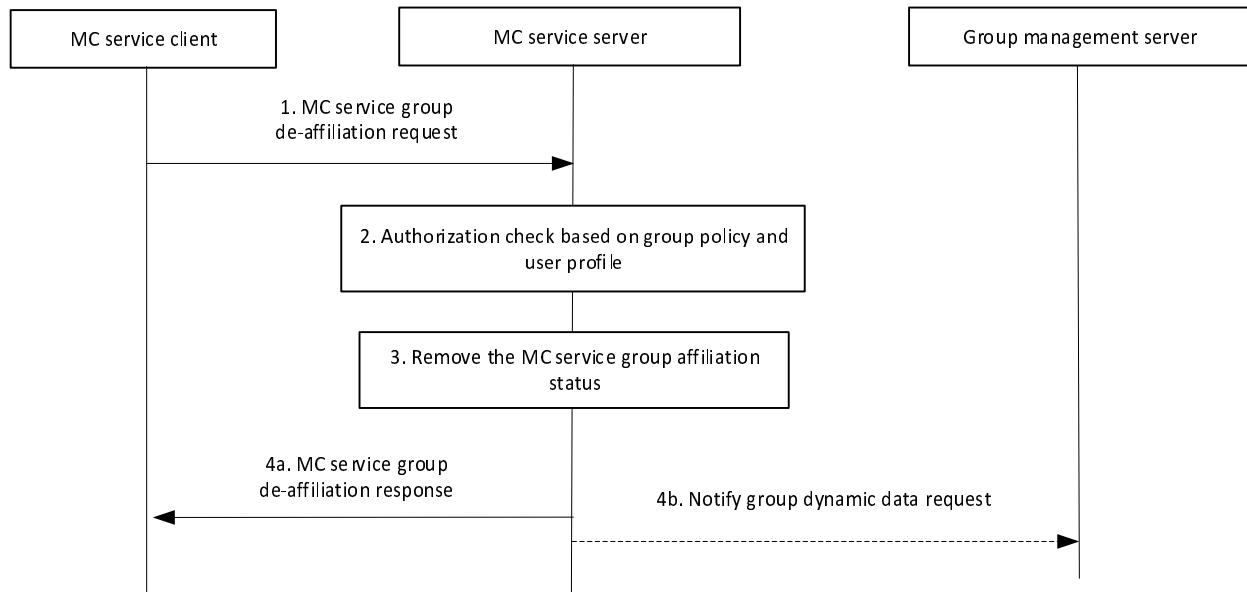 MC service client
MC service server
Group management server
1. MC service group
de-affiliation request
2. Authorization check based on group policy and
user profile
3. Remove the MC service group affiliation
status
4a. MC service group
de-affiliation response
4b. Notify group dynamic data request